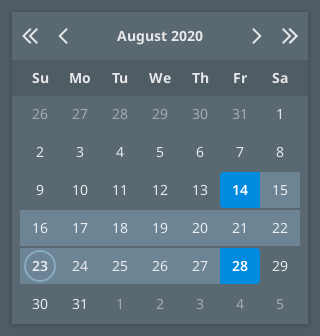 August 2020
Su Mo Tu We Th Fr Sa
26 27 28 29 30 31 1
2 3 4 5 6 7 8
9 10 11 12 13 14 15
16 17 18 19 20 21 22
23 24 25 26 27 28 29
30 31 1 2 3 4 5